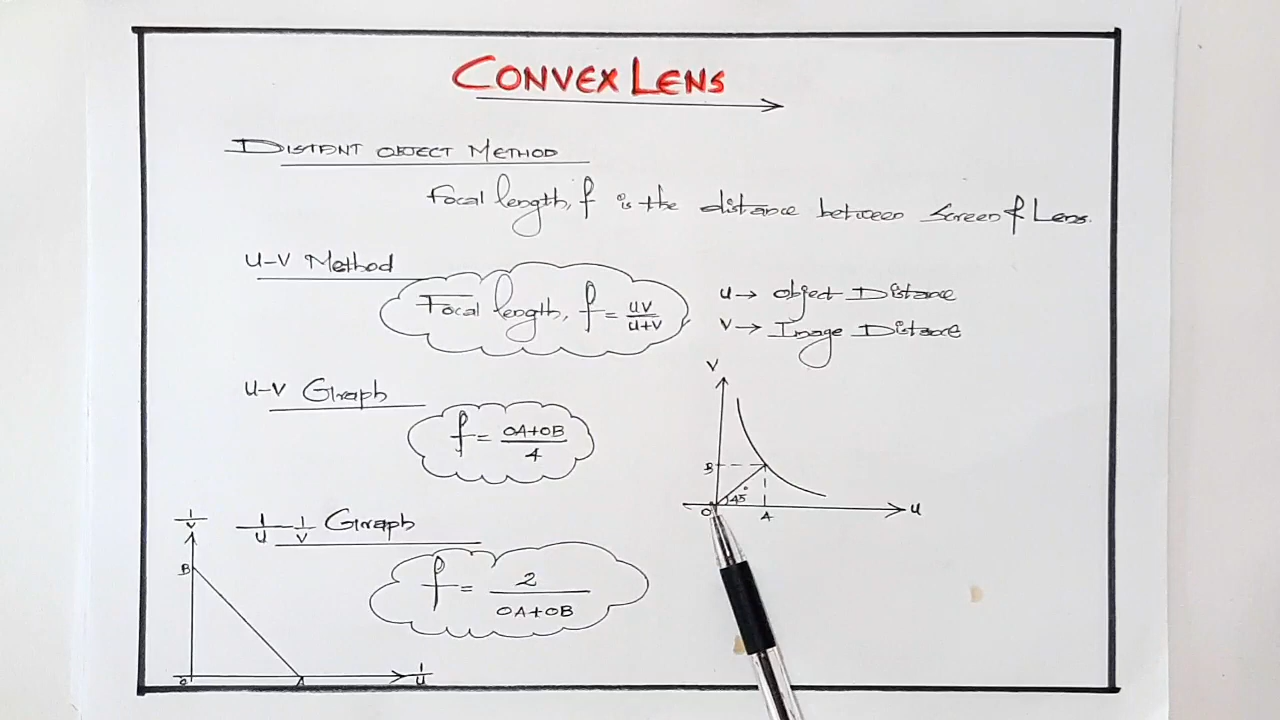 CONVEX LENS
DISTANT OBJECT METHOD
Focal length, f is the distance between Screen & Lens.
u-v Method
Focal length, f = uv/u+v
u → object Distance
v → Image Distance
u-v Graph
f = OA+OB/4
v
B
45°
O
A
u
1/u - 1/v Graph
f = 2/OA+OB
1/v
B
O
A
1/u